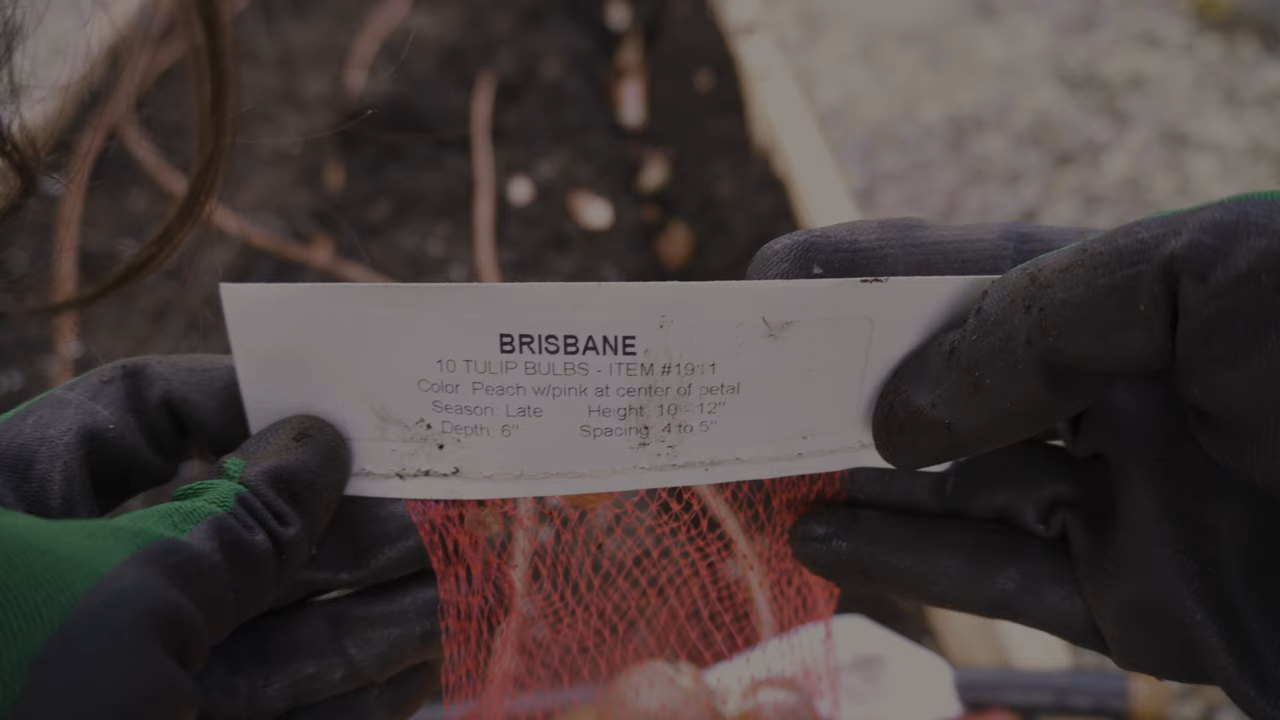 BRISBANE
10 TULIP BULBS - ITEM #1911
Color: Peach w/pink at center of petal
Season: Late Height: 10 - 12"
Depth: 6" Spacing: 4 to 5"